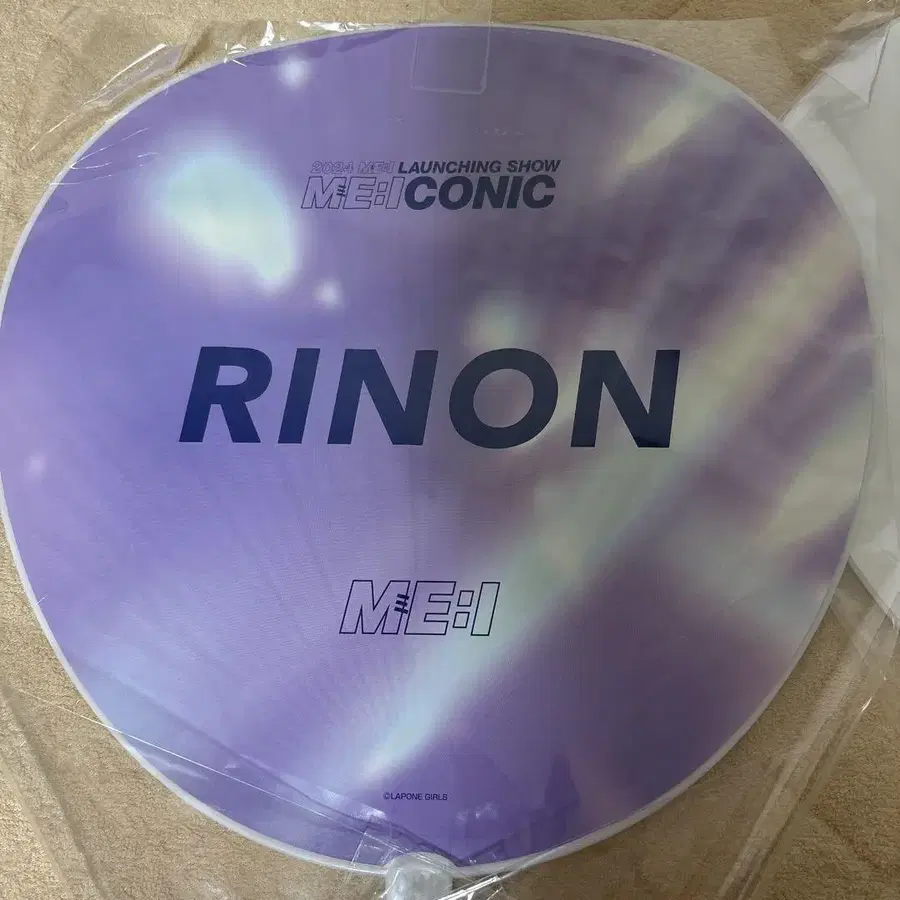 2024 ME:I LAUNCHING SHOW
ME:ICONIC
RINON
ME:I
©LAPONE GIRLS